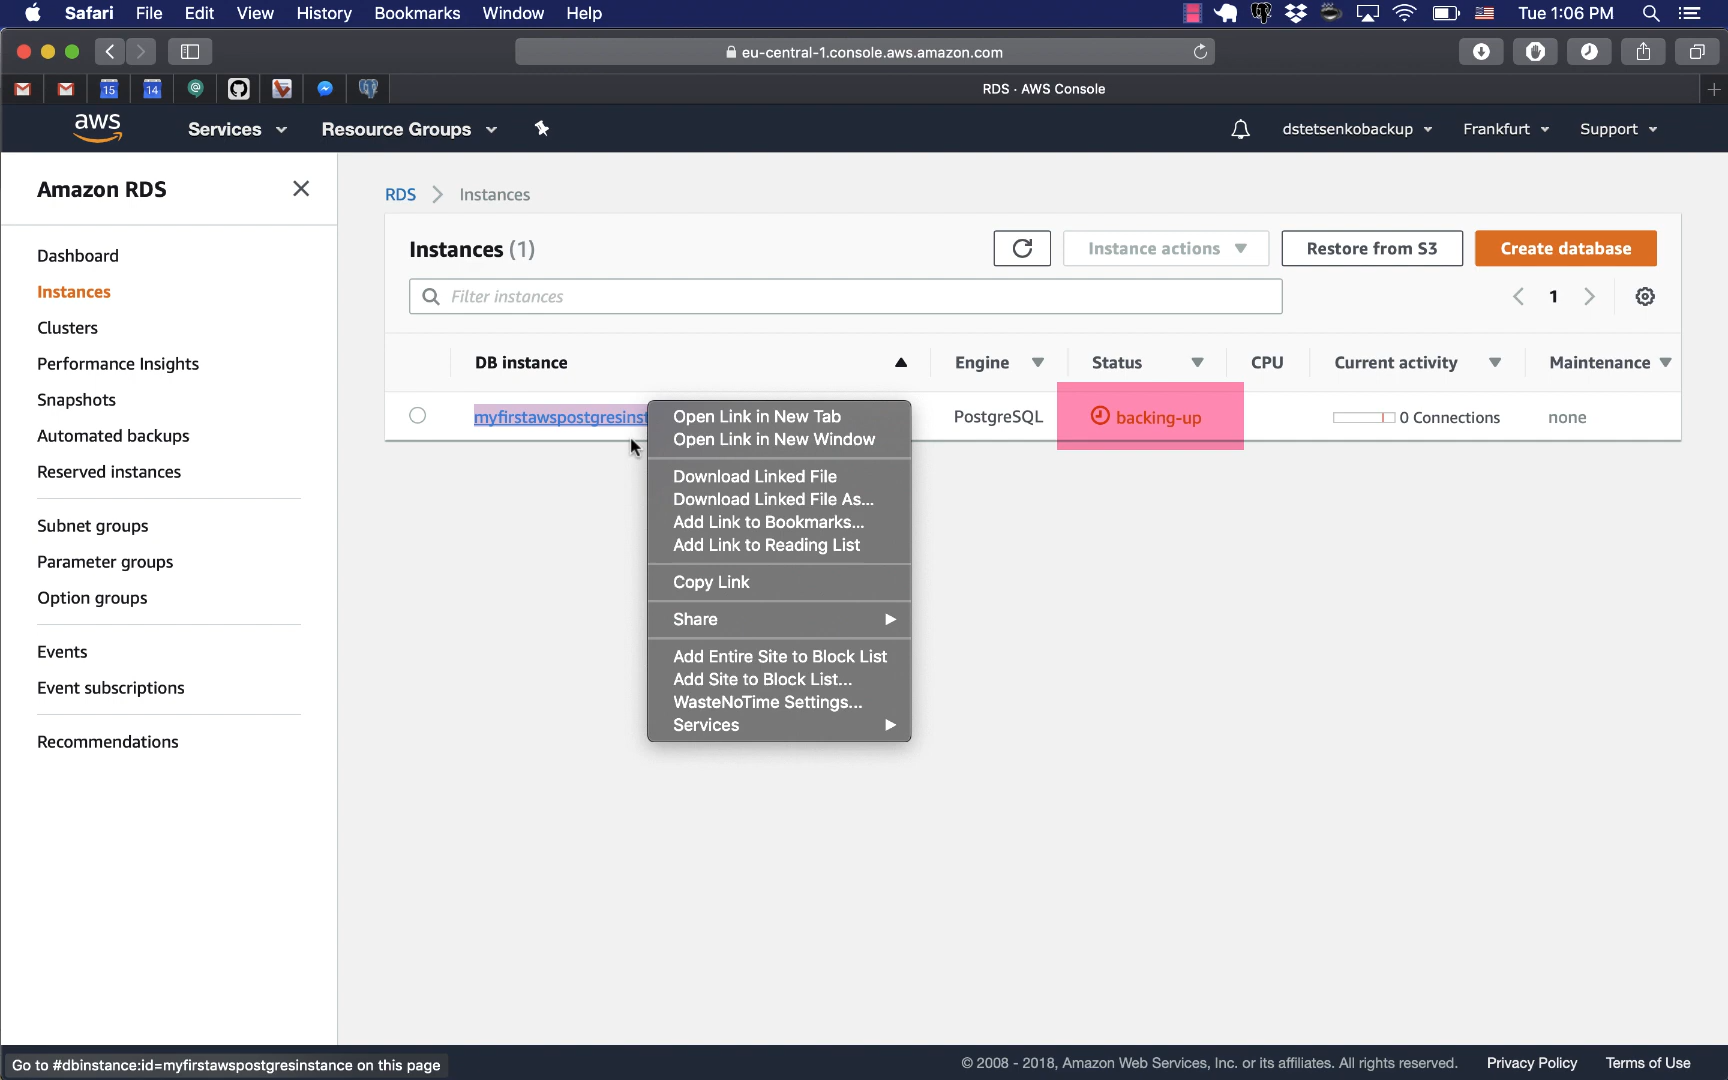 Safari File Edit View History Bookmarks Window Help Tue 1:06 PM
eu-central-1.console.aws.amazon.com
15 14 RDS · AWS Console
aws Services Resource Groups dstetsenkobackup Frankfurt Support
Amazon RDS
Dashboard
Instances
Clusters
Performance Insights
Snapshots
Automated backups
Reserved instances
Subnet groups
Parameter groups
Option groups
Events
Event subscriptions
Recommendations
RDS > Instances
Instances (1) Instance actions Restore from S3 Create database
Filter instances 1
DB instance Engine Status CPU Current activity Maintenance
myfirstawspostgresinst PostgreSQL backing-up 0 Connections none
Open Link in New Tab
Open Link in New Window
Download Linked File
Download Linked File As...
Add Link to Bookmarks...
Add Link to Reading List
Copy Link
Share
Add Entire Site to Block List
Add Site to Block List...
WasteNoTime Settings...
Services
Go to #dbinstance:id=myfirstawspostgresinstance on this page
© 2008 - 2018, Amazon Web Services, Inc. or its affiliates. All rights reserved. Privacy Policy Terms of Use